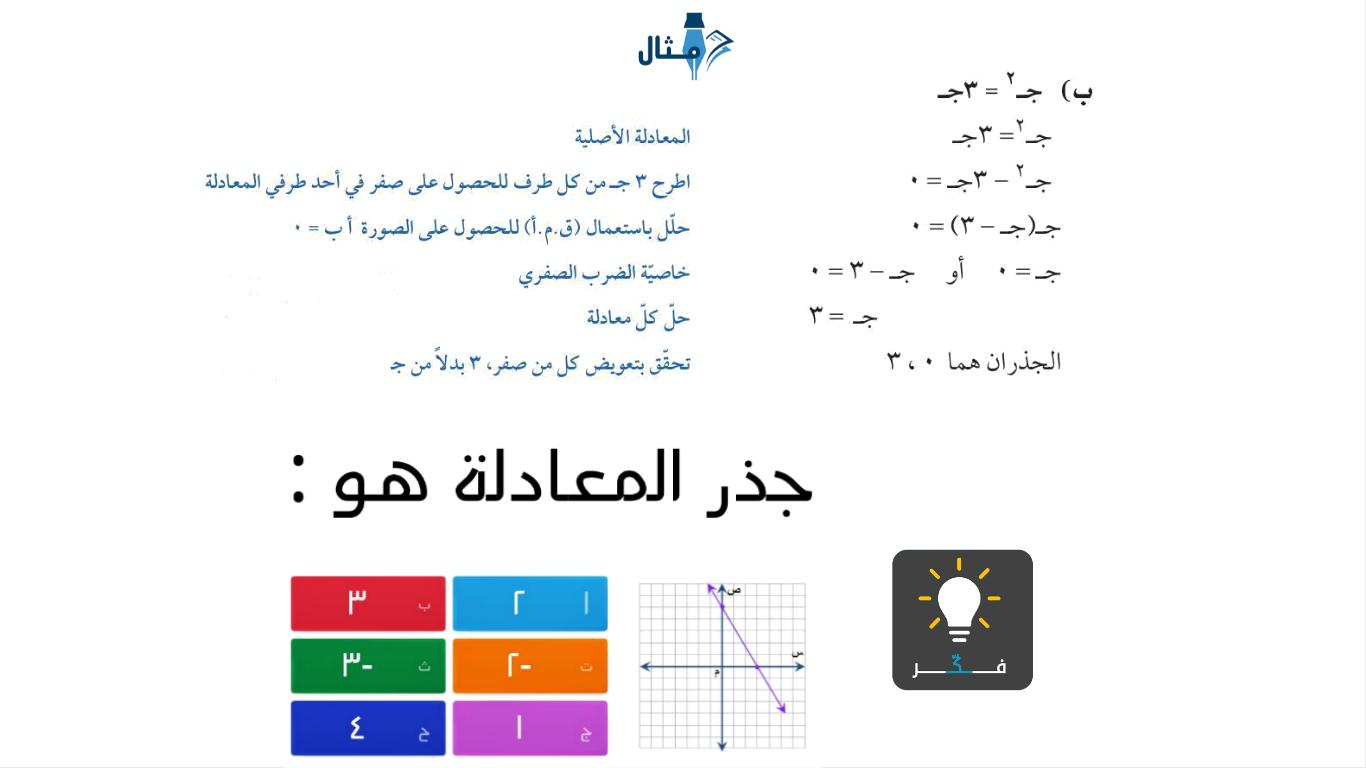 مثال
ب) جـ² = ٣جـ
جـ² = ٣جـ المعادلة الأصلية
جـ² – ٣جـ = ٠ اطرح ٣ جـ من كل طرف للحصول على صفر في أحد طرفي المعادلة
جـ(جـ – ٣) = ٠ حلّل باستعمال (ق.م.أ) للحصول على الصورة أ ب = ٠
جـ = ٠ أو جـ – ٣ = ٠ خاصيّة الضرب الصفري
جـ = ٣ حلّ كلّ معادلة
الجذران هما ٠ ، ٣ تحقّق بتعويض كل من صفر، ٣ بدلاً من جـ
جذر المعادلة هو :
فكّر
ص
س
م
أ ٢
ب ٣
ت -٢
ث -٣
ج ١
ح ٤